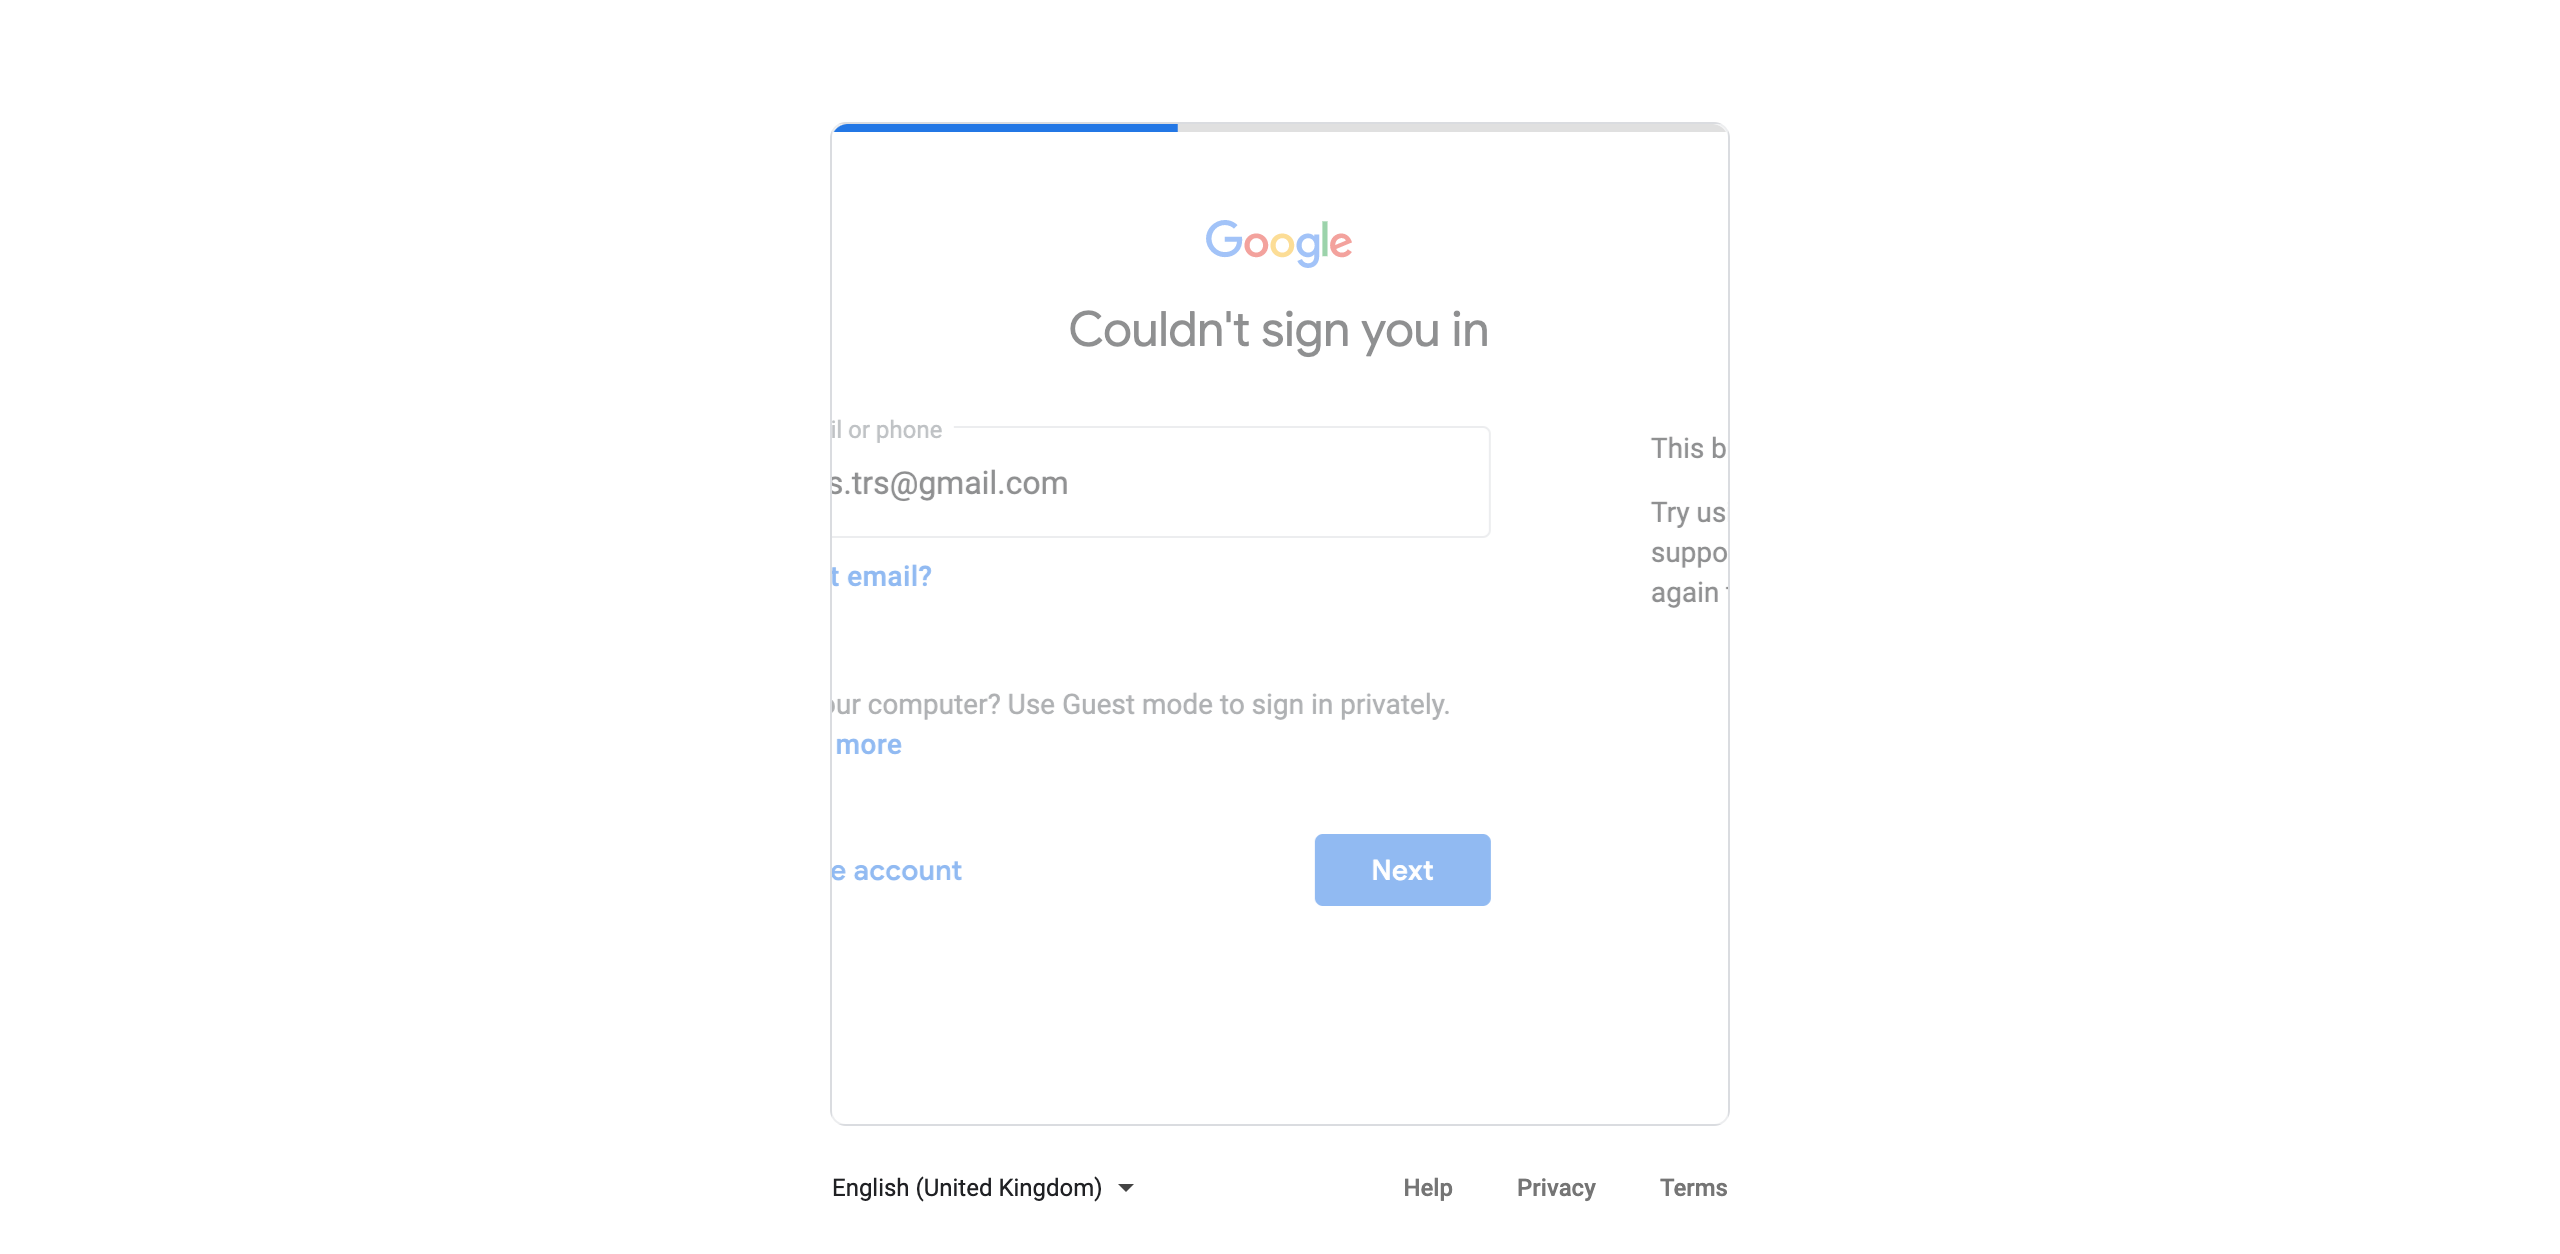 Google
Couldn't sign you in
il or phone
s.trs@gmail.com
t email?
This b
Try us
suppo
again
our computer? Use Guest mode to sign in privately.
more
e account
Next
English (United Kingdom)
Help
Privacy
Terms